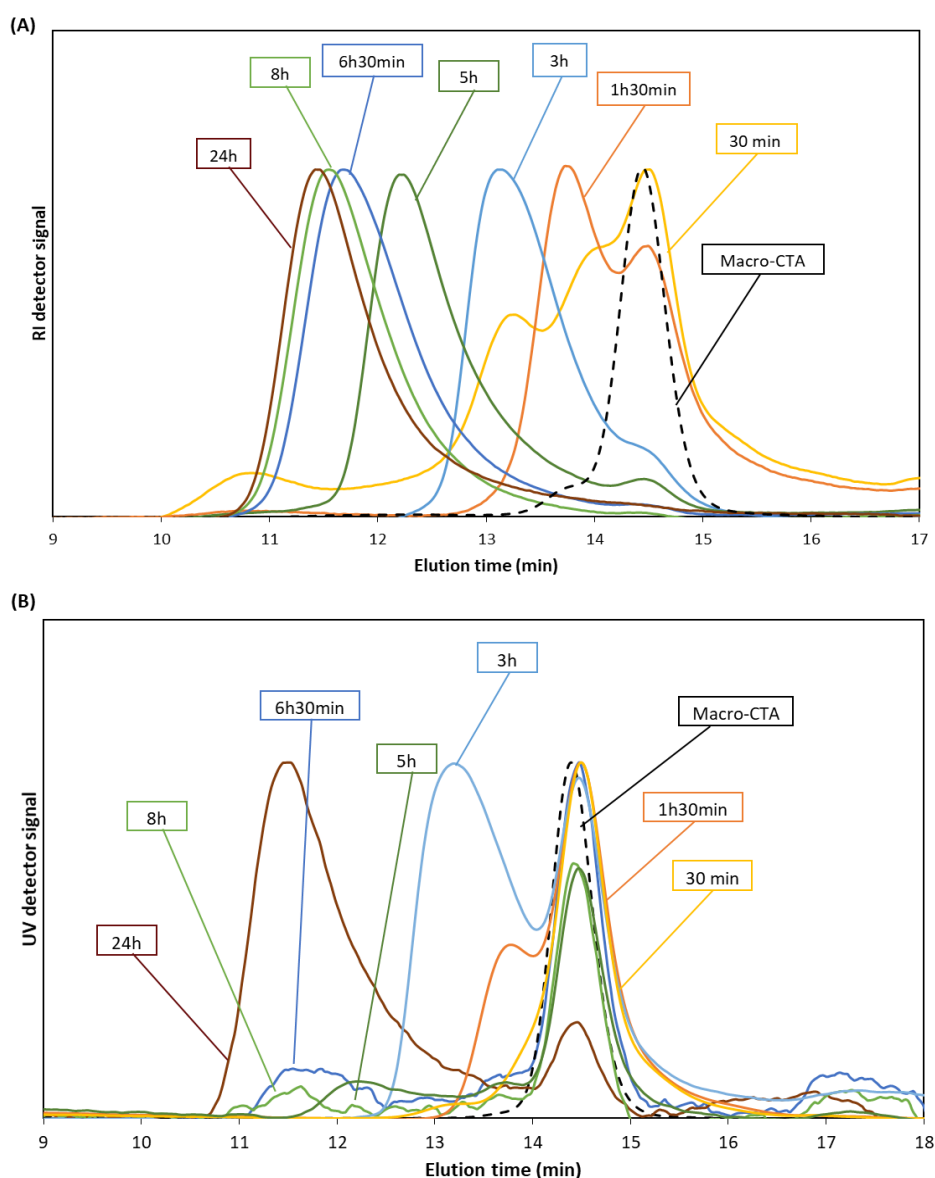 (A)
6h30min
3h
8h
5h
1h30min
24h
30 min
Macro-CTA
RI detector signal
9 10 11 12 13 14 15 16 17
Elution time (min)
(B)
3h
6h30min
Macro-CTA
5h
8h
1h30min
30 min
24h
UV detector signal
9 10 11 12 13 14 15 16 17 18
Elution time (min)